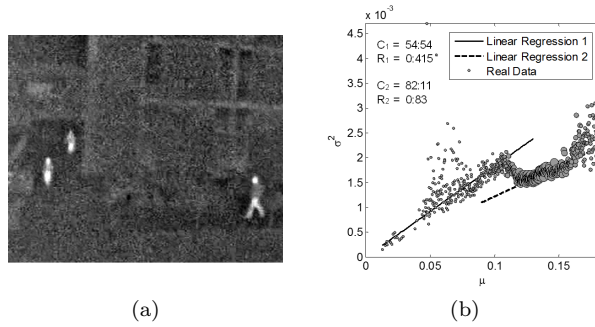 x 10⁻³
4.5
4
3.5
3
2.5
2
1.5
1
0.5
0
σ²
C₁ = 54:54
R₁ = 0:415
C₂ = 82:11
R₂ = 0:83
Linear Regression 1
Linear Regression 2
Real Data
0 0.05 0.1 0.15
μ
(a) (b)